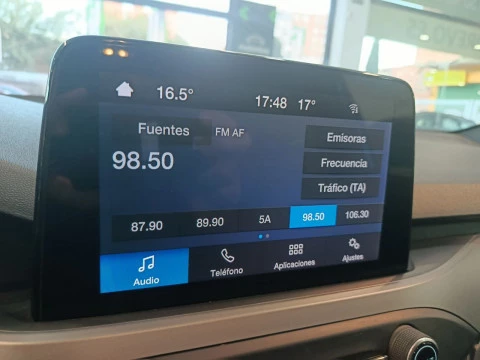 16.5°
17:48 17°
Fuentes
FM AF
Emisoras
98.50
Frecuencia
Tráfico (TA)
87.90
89.90
5A
98.50
106.30
Audio
Teléfono
Aplicaciones
Ajustes